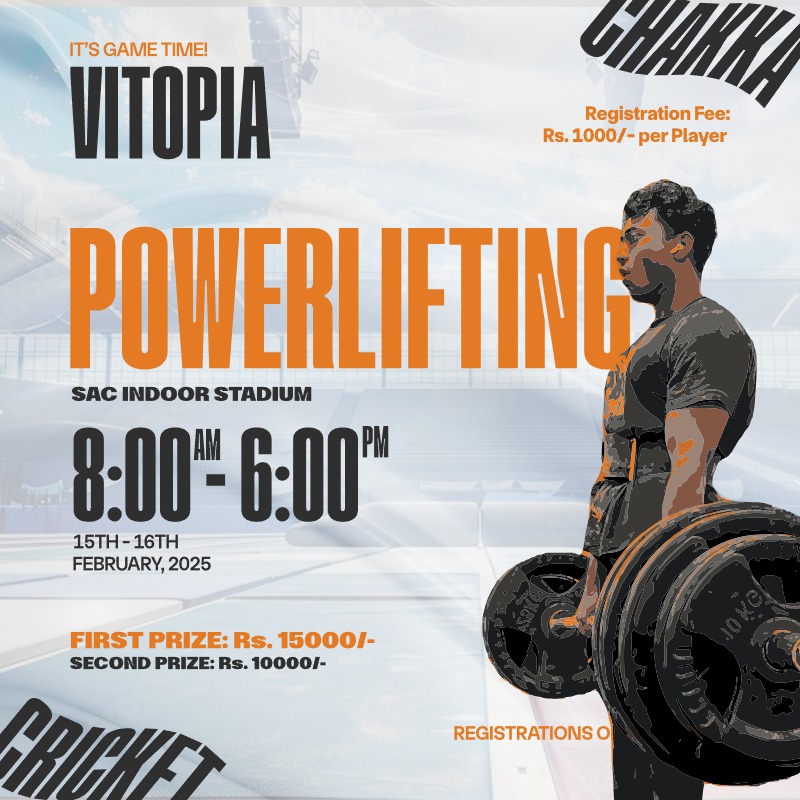 CHAKKA
IT'S GAME TIME!
VITOPIA
Registration Fee:
Rs. 1000/- per Player
POWERLIFTING
SAC INDOOR STADIUM
8:00AM - 6:00PM
15TH - 16TH
FEBRUARY, 2025
FIRST PRIZE: Rs. 15000/-
SECOND PRIZE: Rs. 10000/-
REGISTRATIONS O
CRICKET
10KG